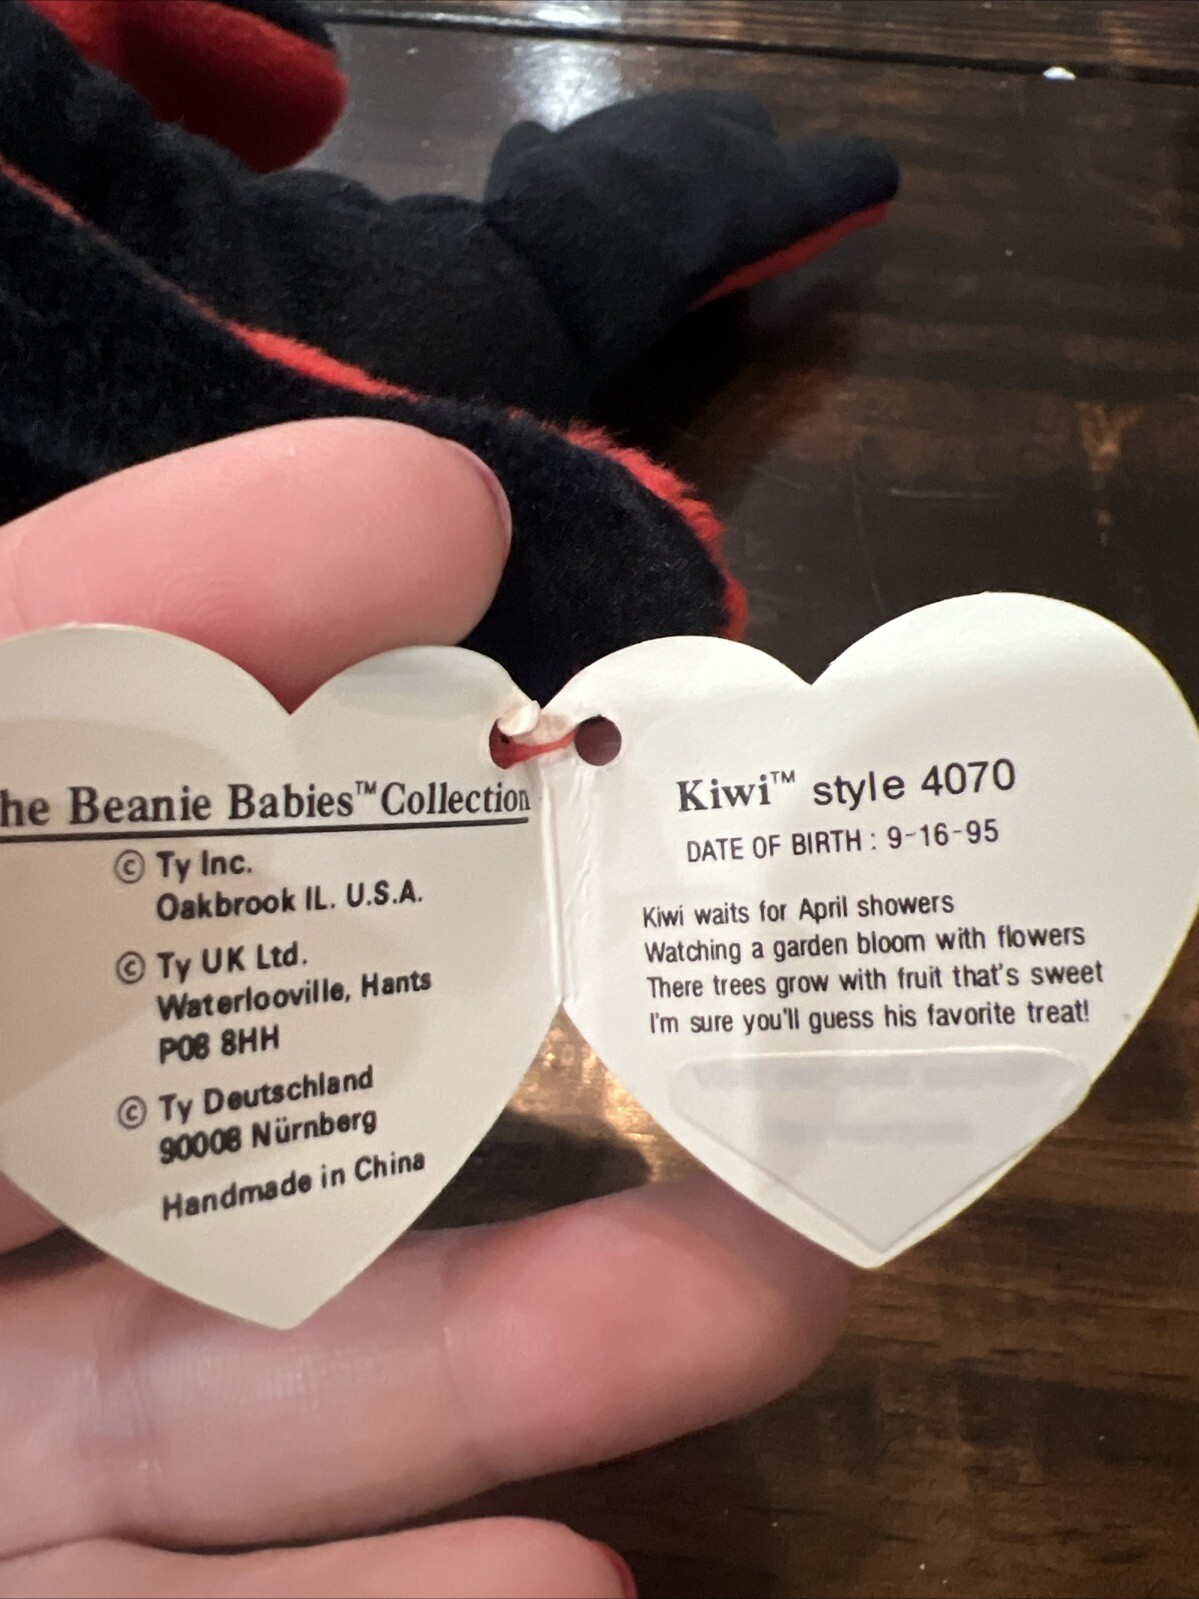 he Beanie Babies™ Collection
© Ty Inc.
Oakbrook IL. U.S.A.
© Ty UK Ltd.
Waterlooville, Hants
P08 8HH
© Ty Deutschland
90008 Nürnberg
Handmade in China
Kiwi™ style 4070
DATE OF BIRTH : 9-16-95
Kiwi waits for April showers
Watching a garden bloom with flowers
There trees grow with fruit that's sweet
I'm sure you'll guess his favorite treat!